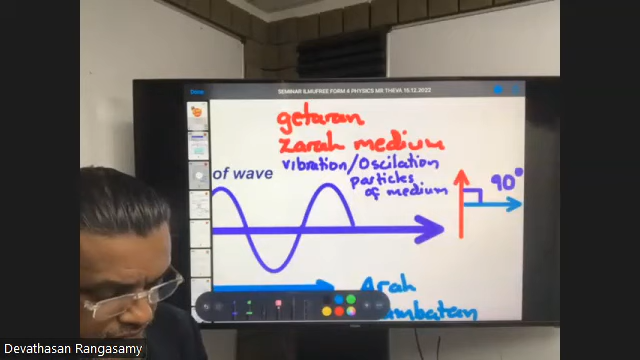 Done
SEMINAR ILMUFREE FORM 4 PHYSICS MR THEVA 15.12.2022
getaran
zarah medium
vibration/Oscilation
particles
of medium
of wave
90°
Arah
Devathasan Rangasamy